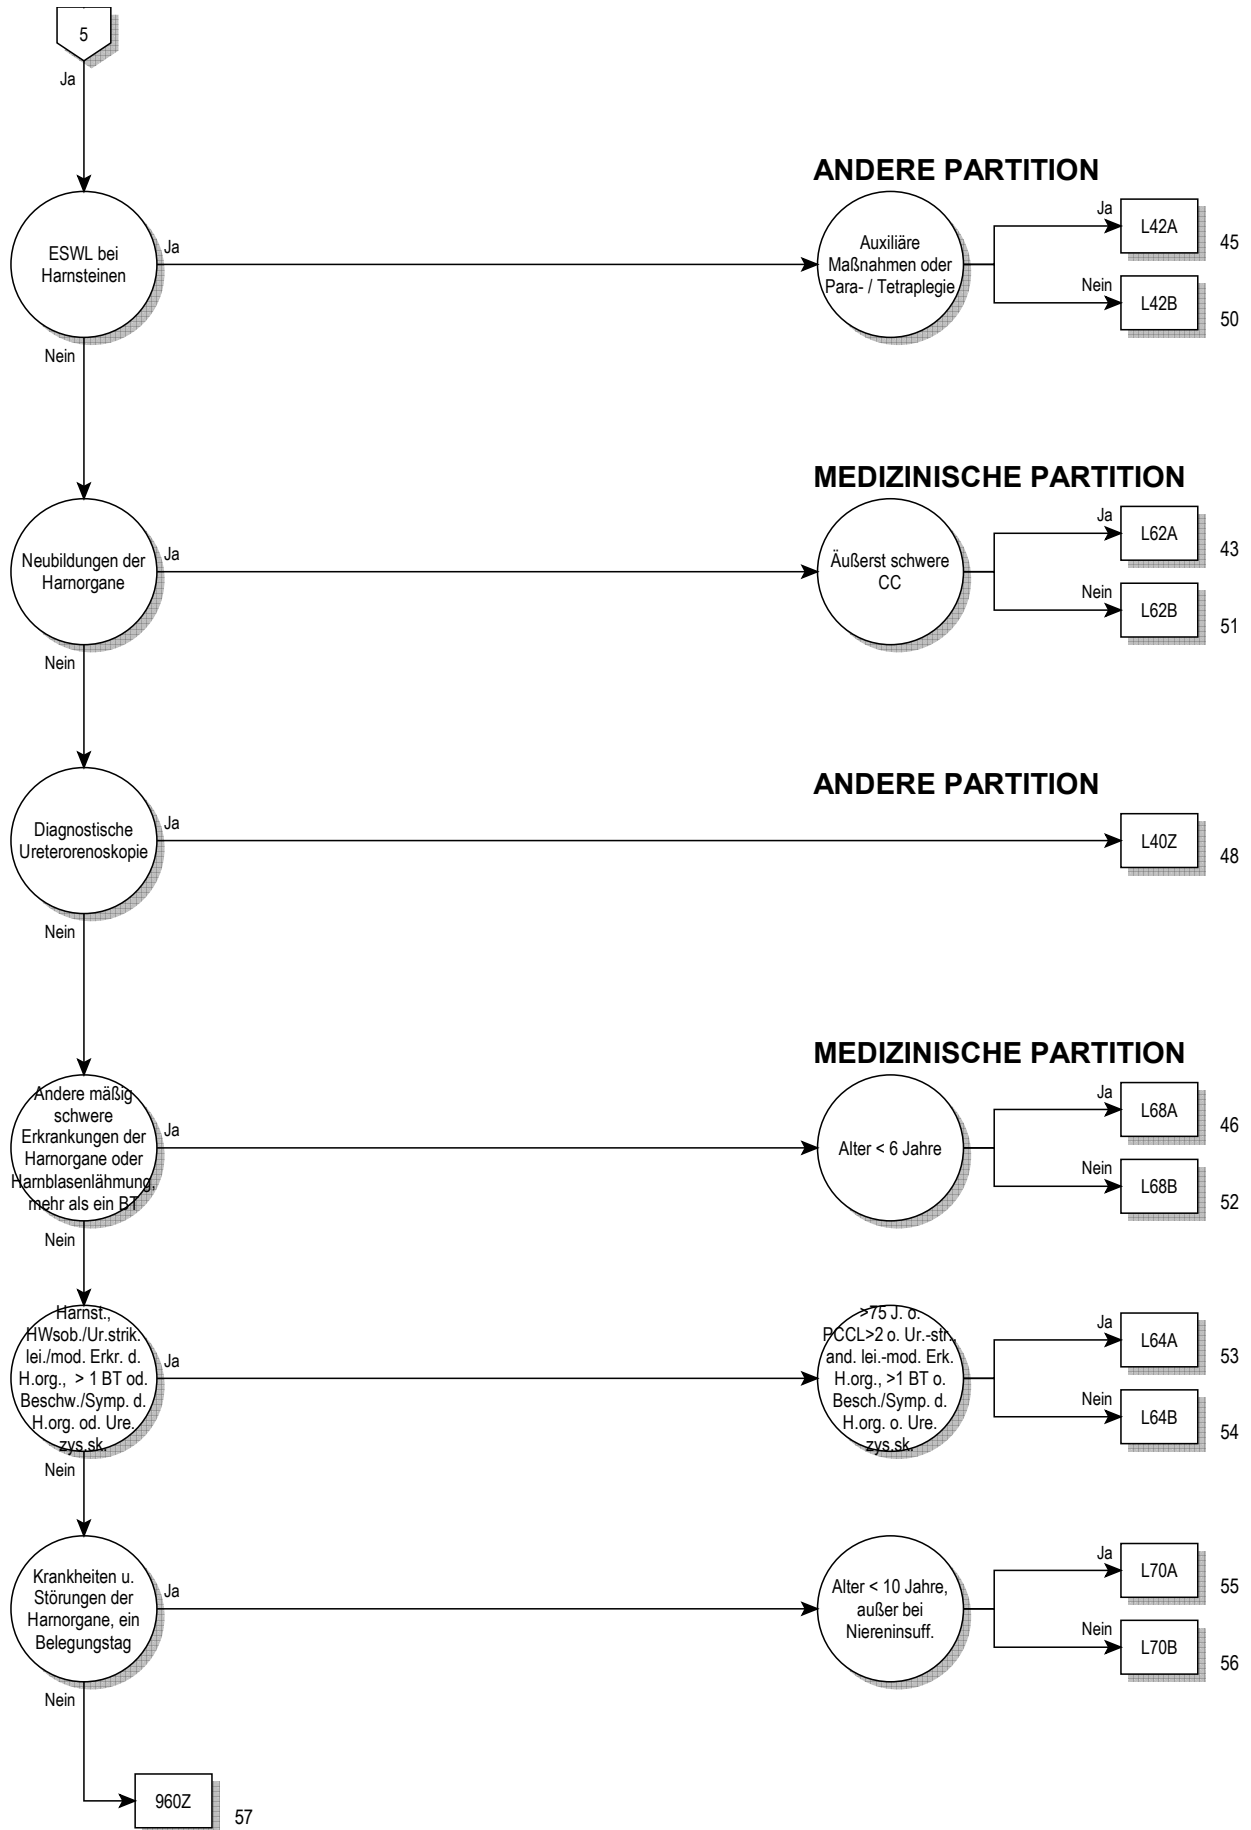 5
Ja
ANDERE PARTITION
ESWL bei
Harnsteinen
Ja
Auxiliäre
Maßnahmen oder
Para- / Tetraplegie
Ja
L42A
45
Nein
L42B
50
Nein
MEDIZINISCHE PARTITION
Neubildungen der
Harnorgane
Ja
Äußerst schwere
CC
Ja
L62A
43
Nein
L62B
51
Nein
ANDERE PARTITION
Diagnostische
Ureterorenoskopie
Ja
L40Z
48
Nein
MEDIZINISCHE PARTITION
Andere mäßig
schwere
Erkrankungen der
Harnorgane oder
Harnblasenlähmung,
mehr als ein BT
Ja
Alter < 6 Jahre
Ja
L68A
46
Nein
L68B
52
Nein
Harnst.,
HWsob./Ur.strik.
lei./mod. Erkr. d.
H.org., > 1 BT od.
Beschw./Symp. d.
H.org. od. Ure.
zys.sk.
Ja
>75 J. o.
PCCL>2 o. Ur.-str.,
and. lei.-mod. Erk.
H.org., >1 BT o.
Besch./Symp. d.
H.org. o. Ure.
zys.sk.
Ja
L64A
53
Nein
L64B
54
Nein
Krankheiten u.
Störungen der
Harnorgane, ein
Belegungstag
Ja
Alter < 10 Jahre,
außer bei
Niereninsuff.
Ja
L70A
55
Nein
L70B
56
Nein
960Z
57